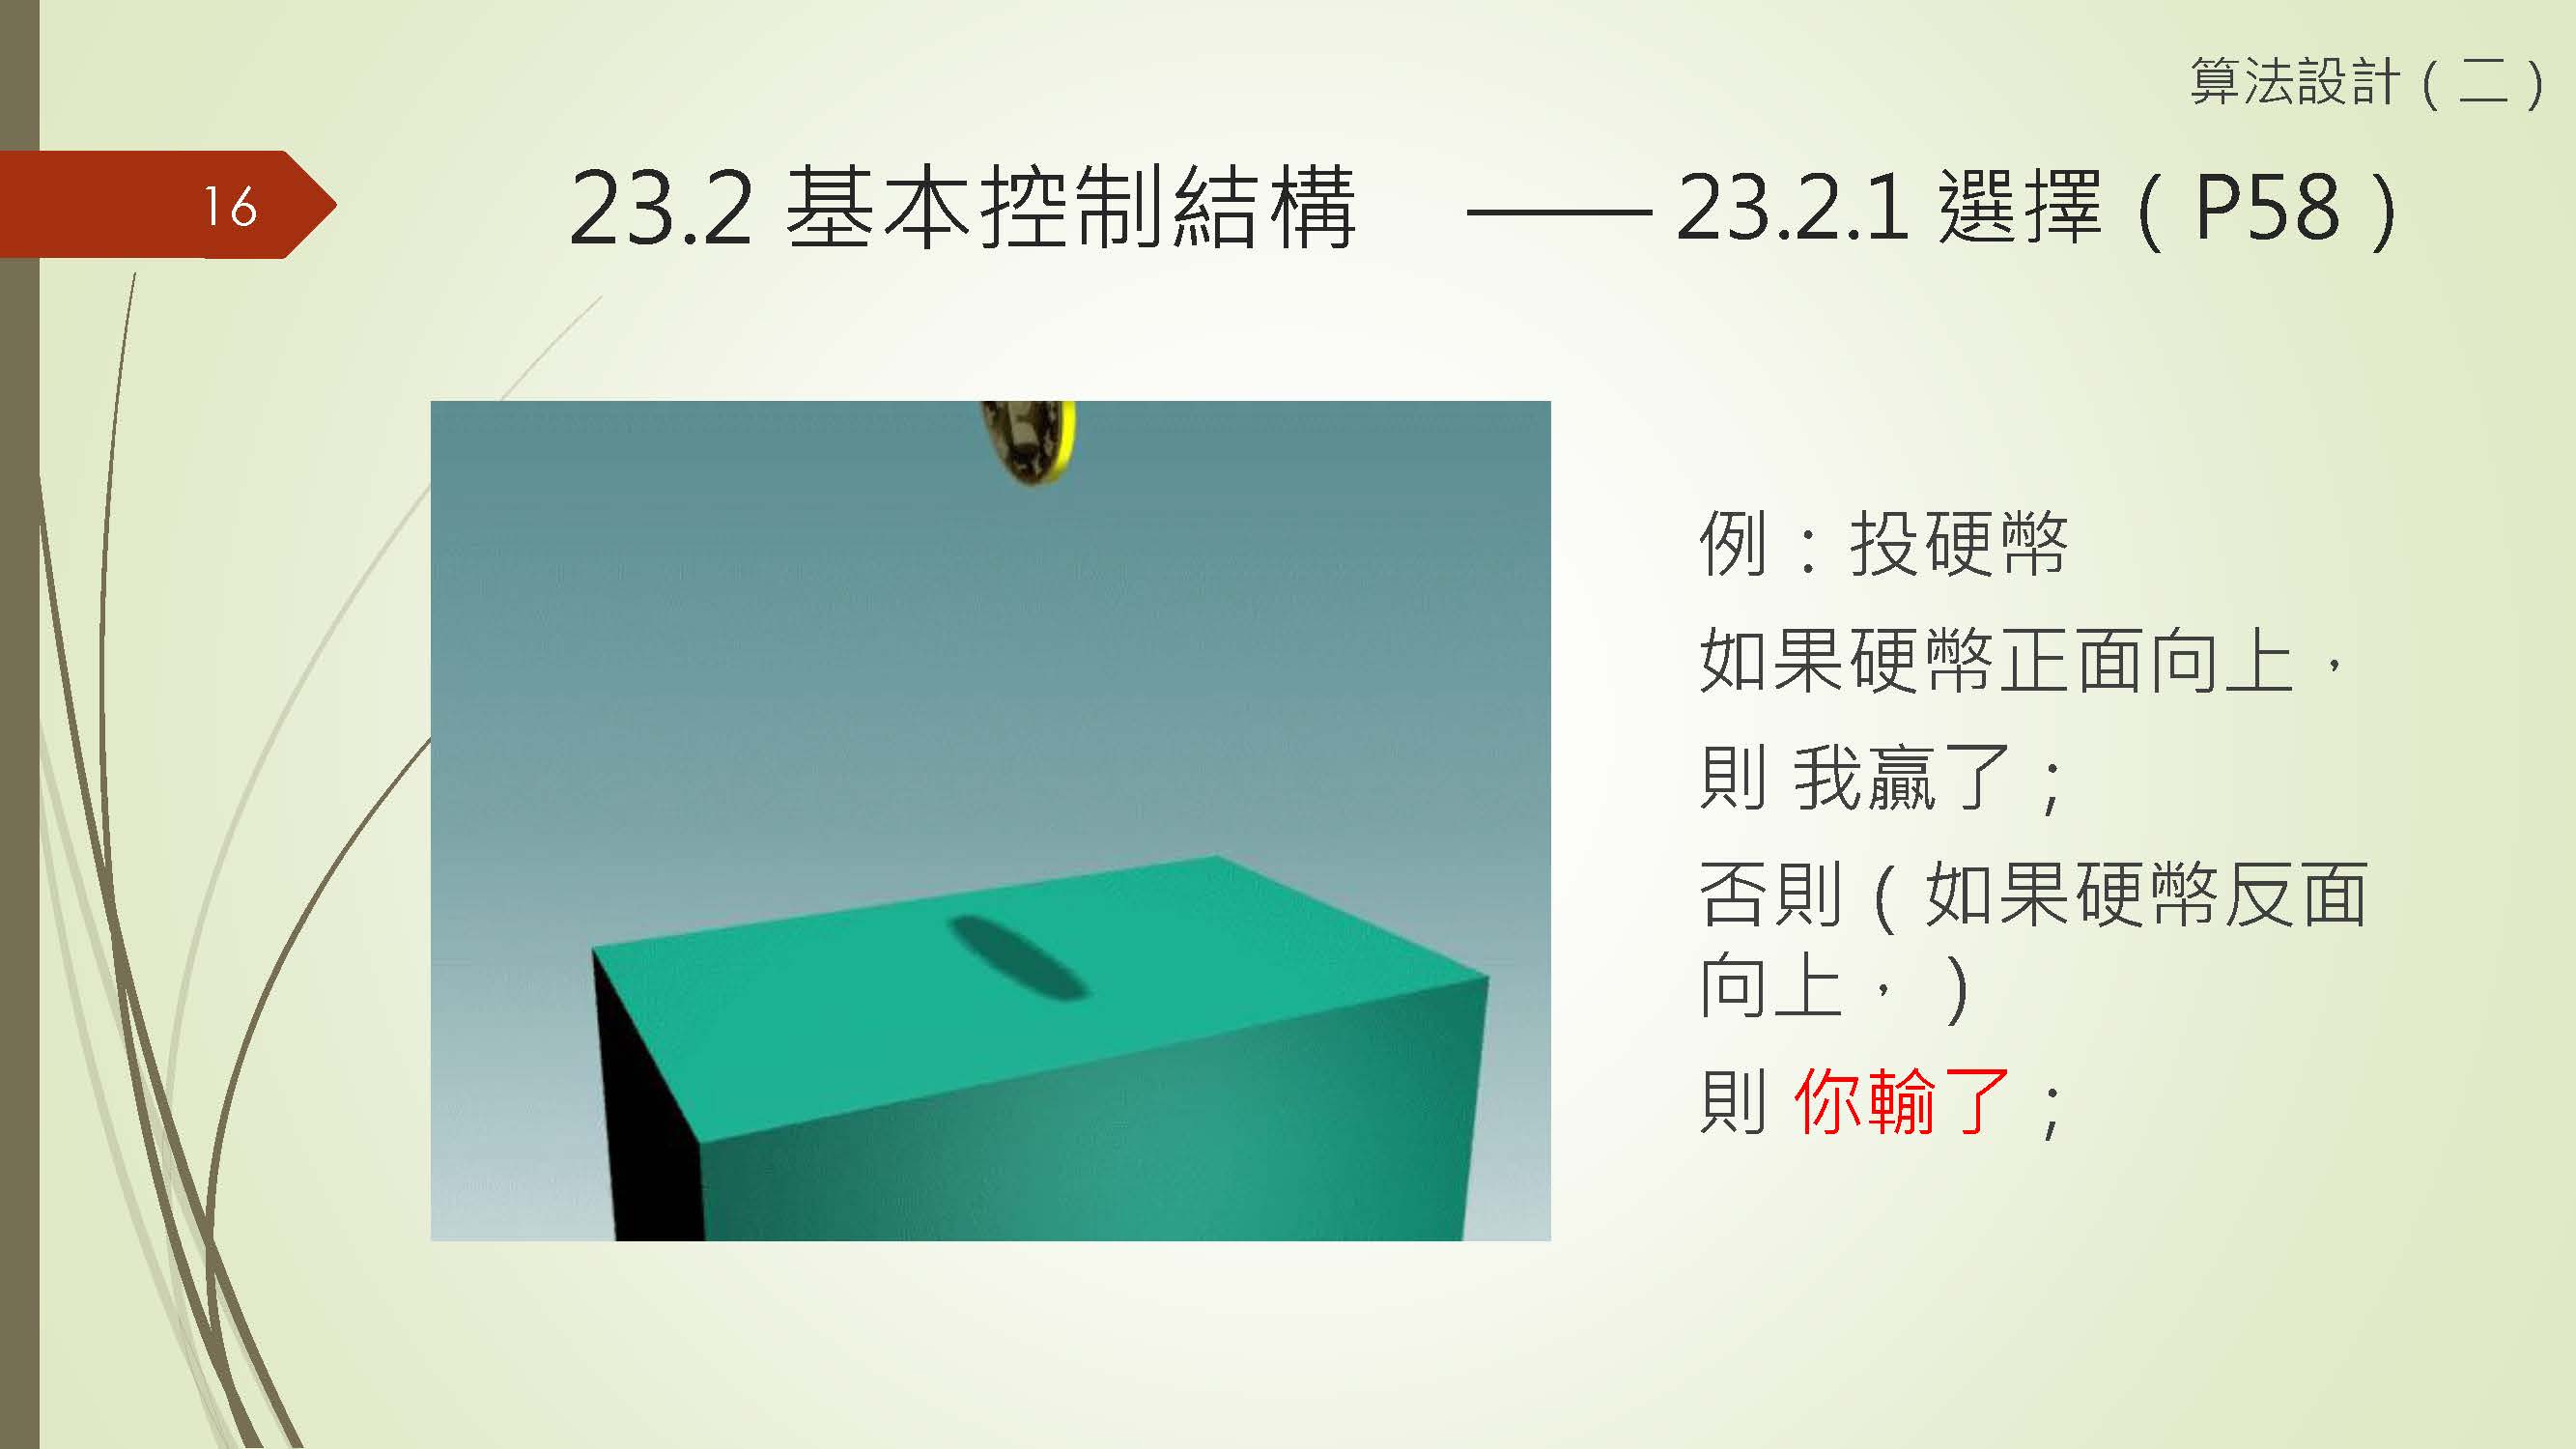 算法設計（二）
16
23.2 基本控制結構 ——23.2.1 選擇（P58）
例：投硬幣
如果硬幣正面向上，
則 我贏了；
否則（如果硬幣反面
向上，）
則 你輸了；